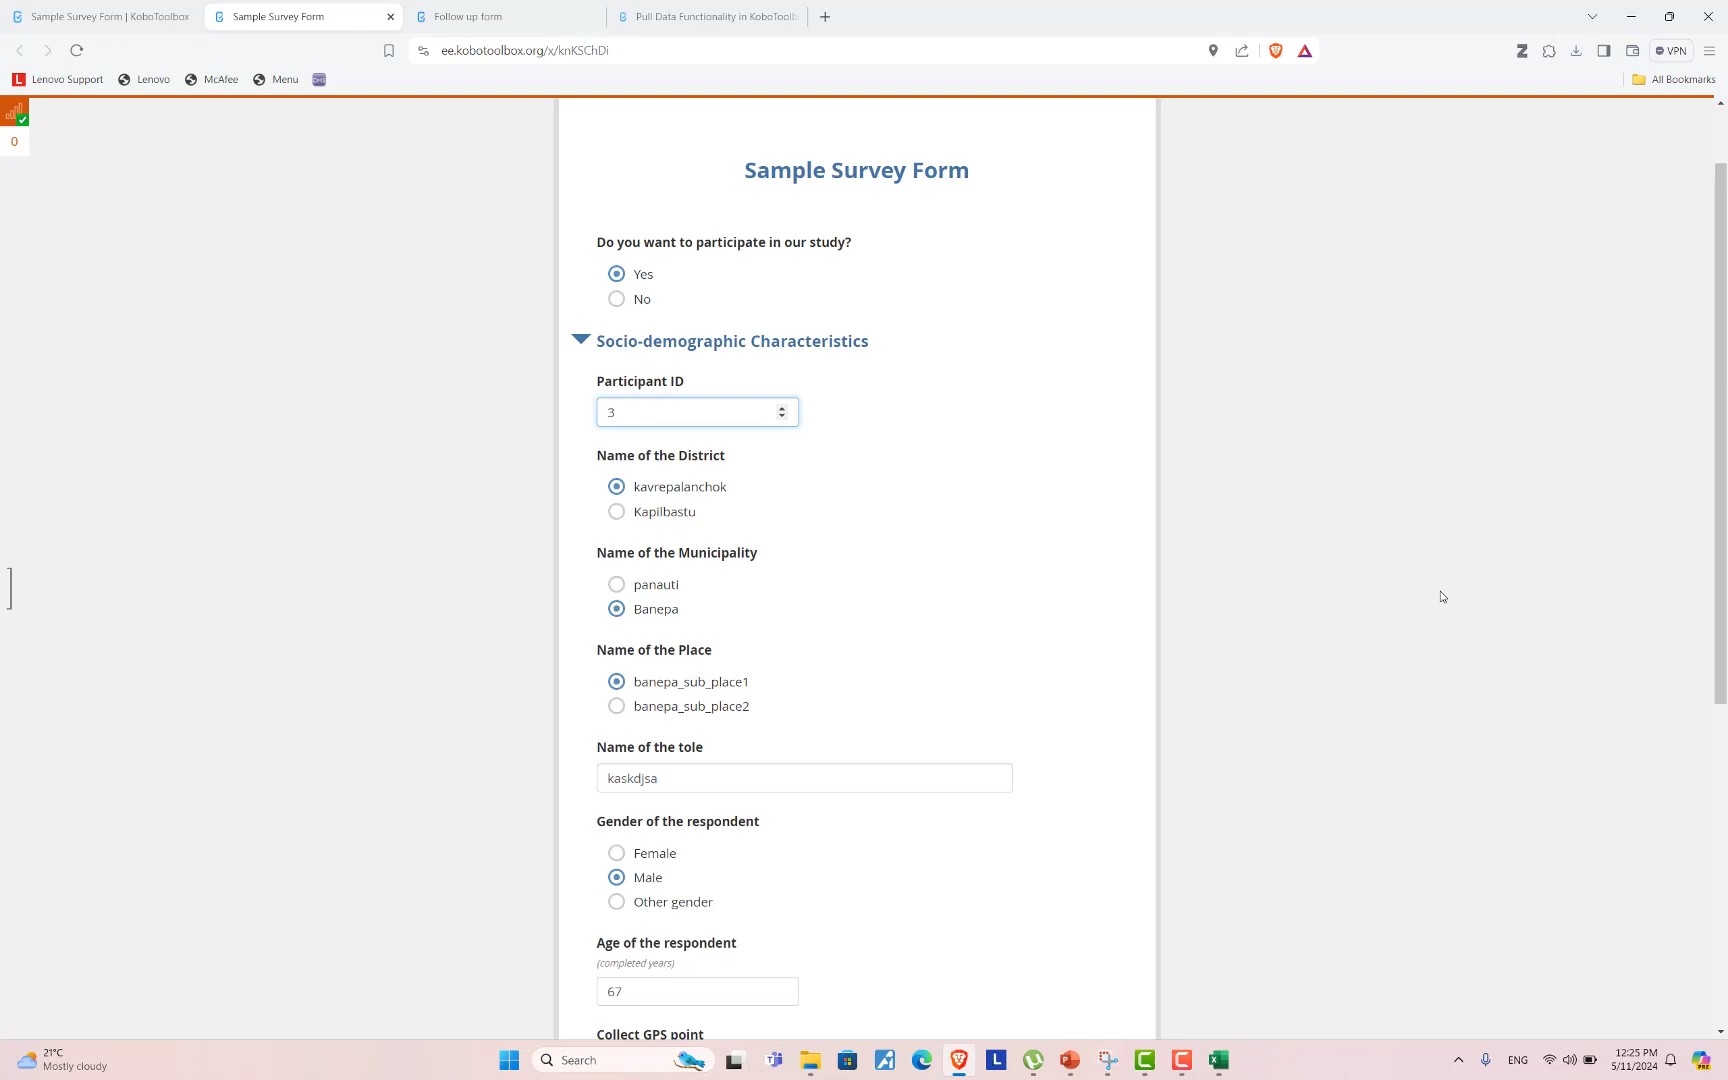 Sample Survey Form | KoboToolbox
Sample Survey Form
Follow up form
Pull Data Functionality in KoboToolb
ee.kobotoolbox.org/x/knKSChDi
VPN
Lenovo Support
Lenovo
McAfee
Menu
All Bookmarks
0
Sample Survey Form
Do you want to participate in our study?
Yes
No
Socio-demographic Characteristics
Participant ID
3
Name of the District
kavrepalanchok
Kapilbastu
Name of the Municipality
panauti
Banepa
Name of the Place
banepa_sub_place1
banepa_sub_place2
Name of the tole
kaskdjsa
Gender of the respondent
Female
Male
Other gender
Age of the respondent
(completed years)
67
Collect GPS point
21°C
Mostly cloudy
Search
ENG
12:25 PM
5/11/2024